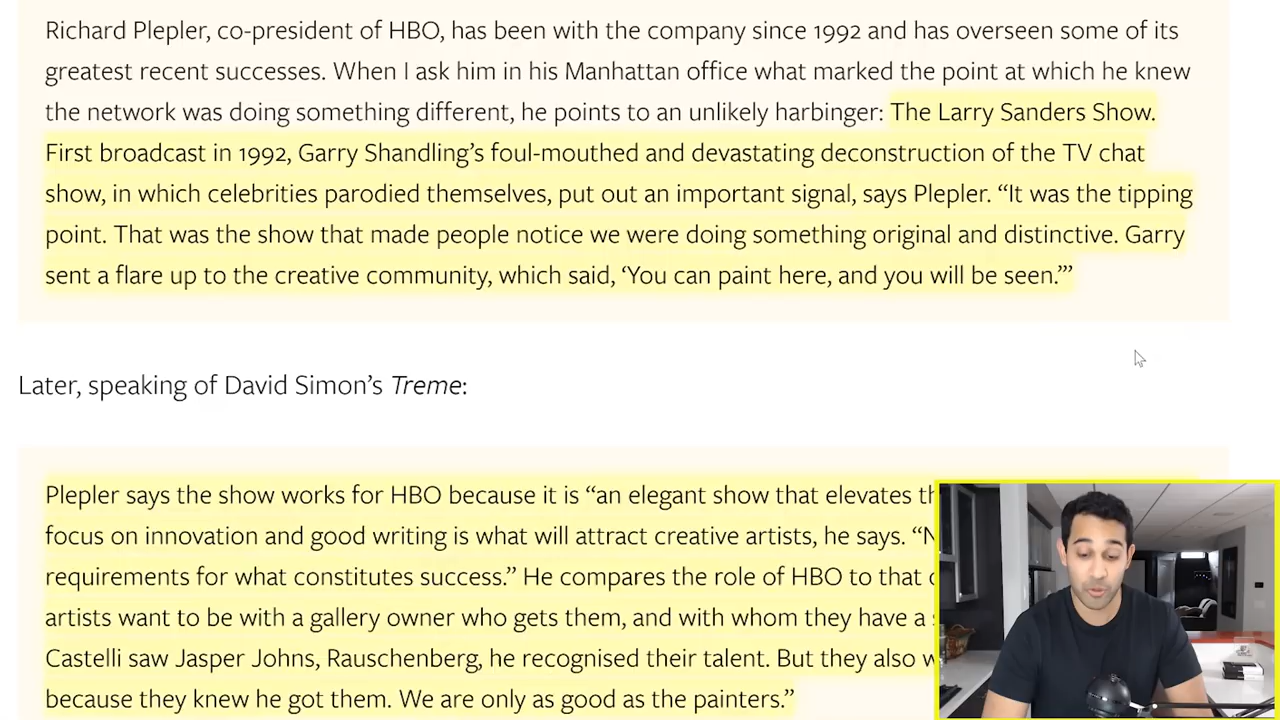 Richard Plepler, co-president of HBO, has been with the company since 1992 and has overseen some of its
greatest recent successes. When I ask him in his Manhattan office what marked the point at which he knew
the network was doing something different, he points to an unlikely harbinger: The Larry Sanders Show.
First broadcast in 1992, Garry Shandling’s foul-mouthed and devastating deconstruction of the TV chat
show, in which celebrities parodied themselves, put out an important signal, says Plepler. “It was the tipping
point. That was the show that made people notice we were doing something original and distinctive. Garry
sent a flare up to the creative community, which said, ‘You can paint here, and you will be seen.’”
Later, speaking of David Simon’s Treme:
Plepler says the show works for HBO because it is “an elegant show that elevates
focus on innovation and good writing is what will attract creative artists, he says.
requirements for what constitutes success.” He compares the role of HBO to that
artists want to be with a gallery owner who gets them, and with whom they have a
Castelli saw Jasper Johns, Rauschenberg, he recognised their talent. But they also
because they knew he got them. We are only as good as the painters.”